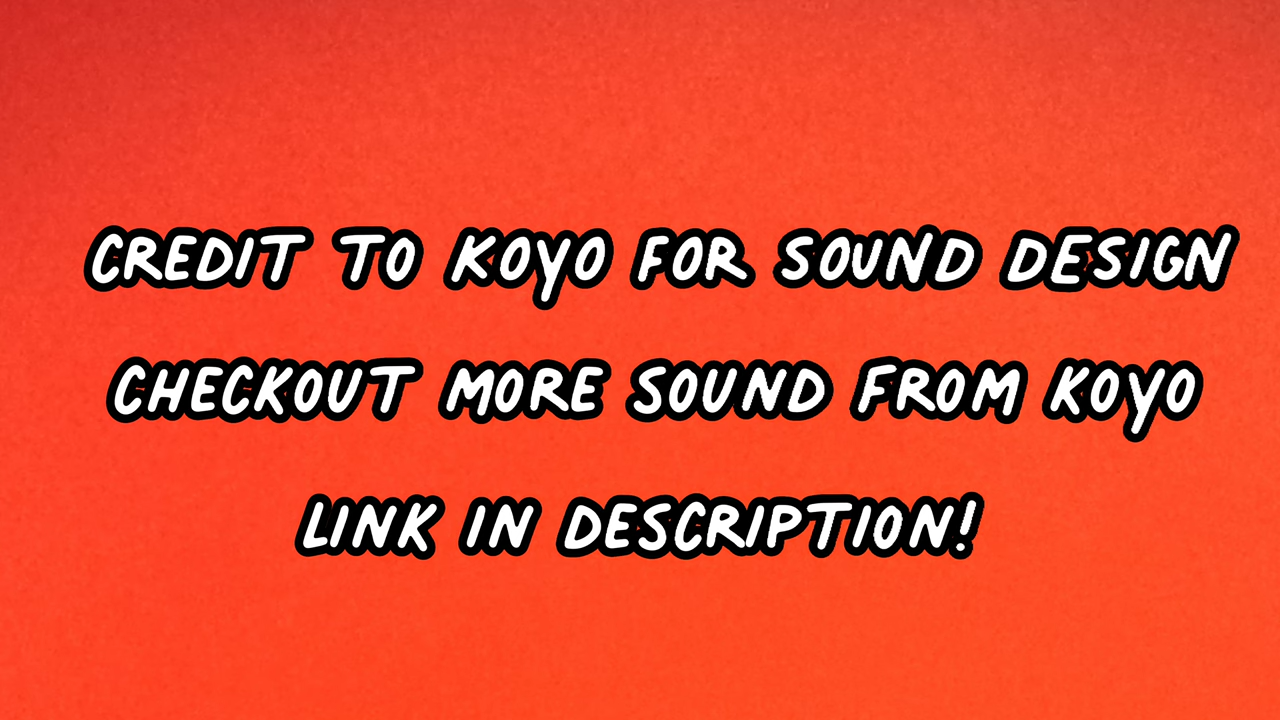 CREDIT TO KOYO FOR SOUND DESIGN
CHECKOUT MORE SOUND FROM KOYO
LINK IN DESCRIPTION!